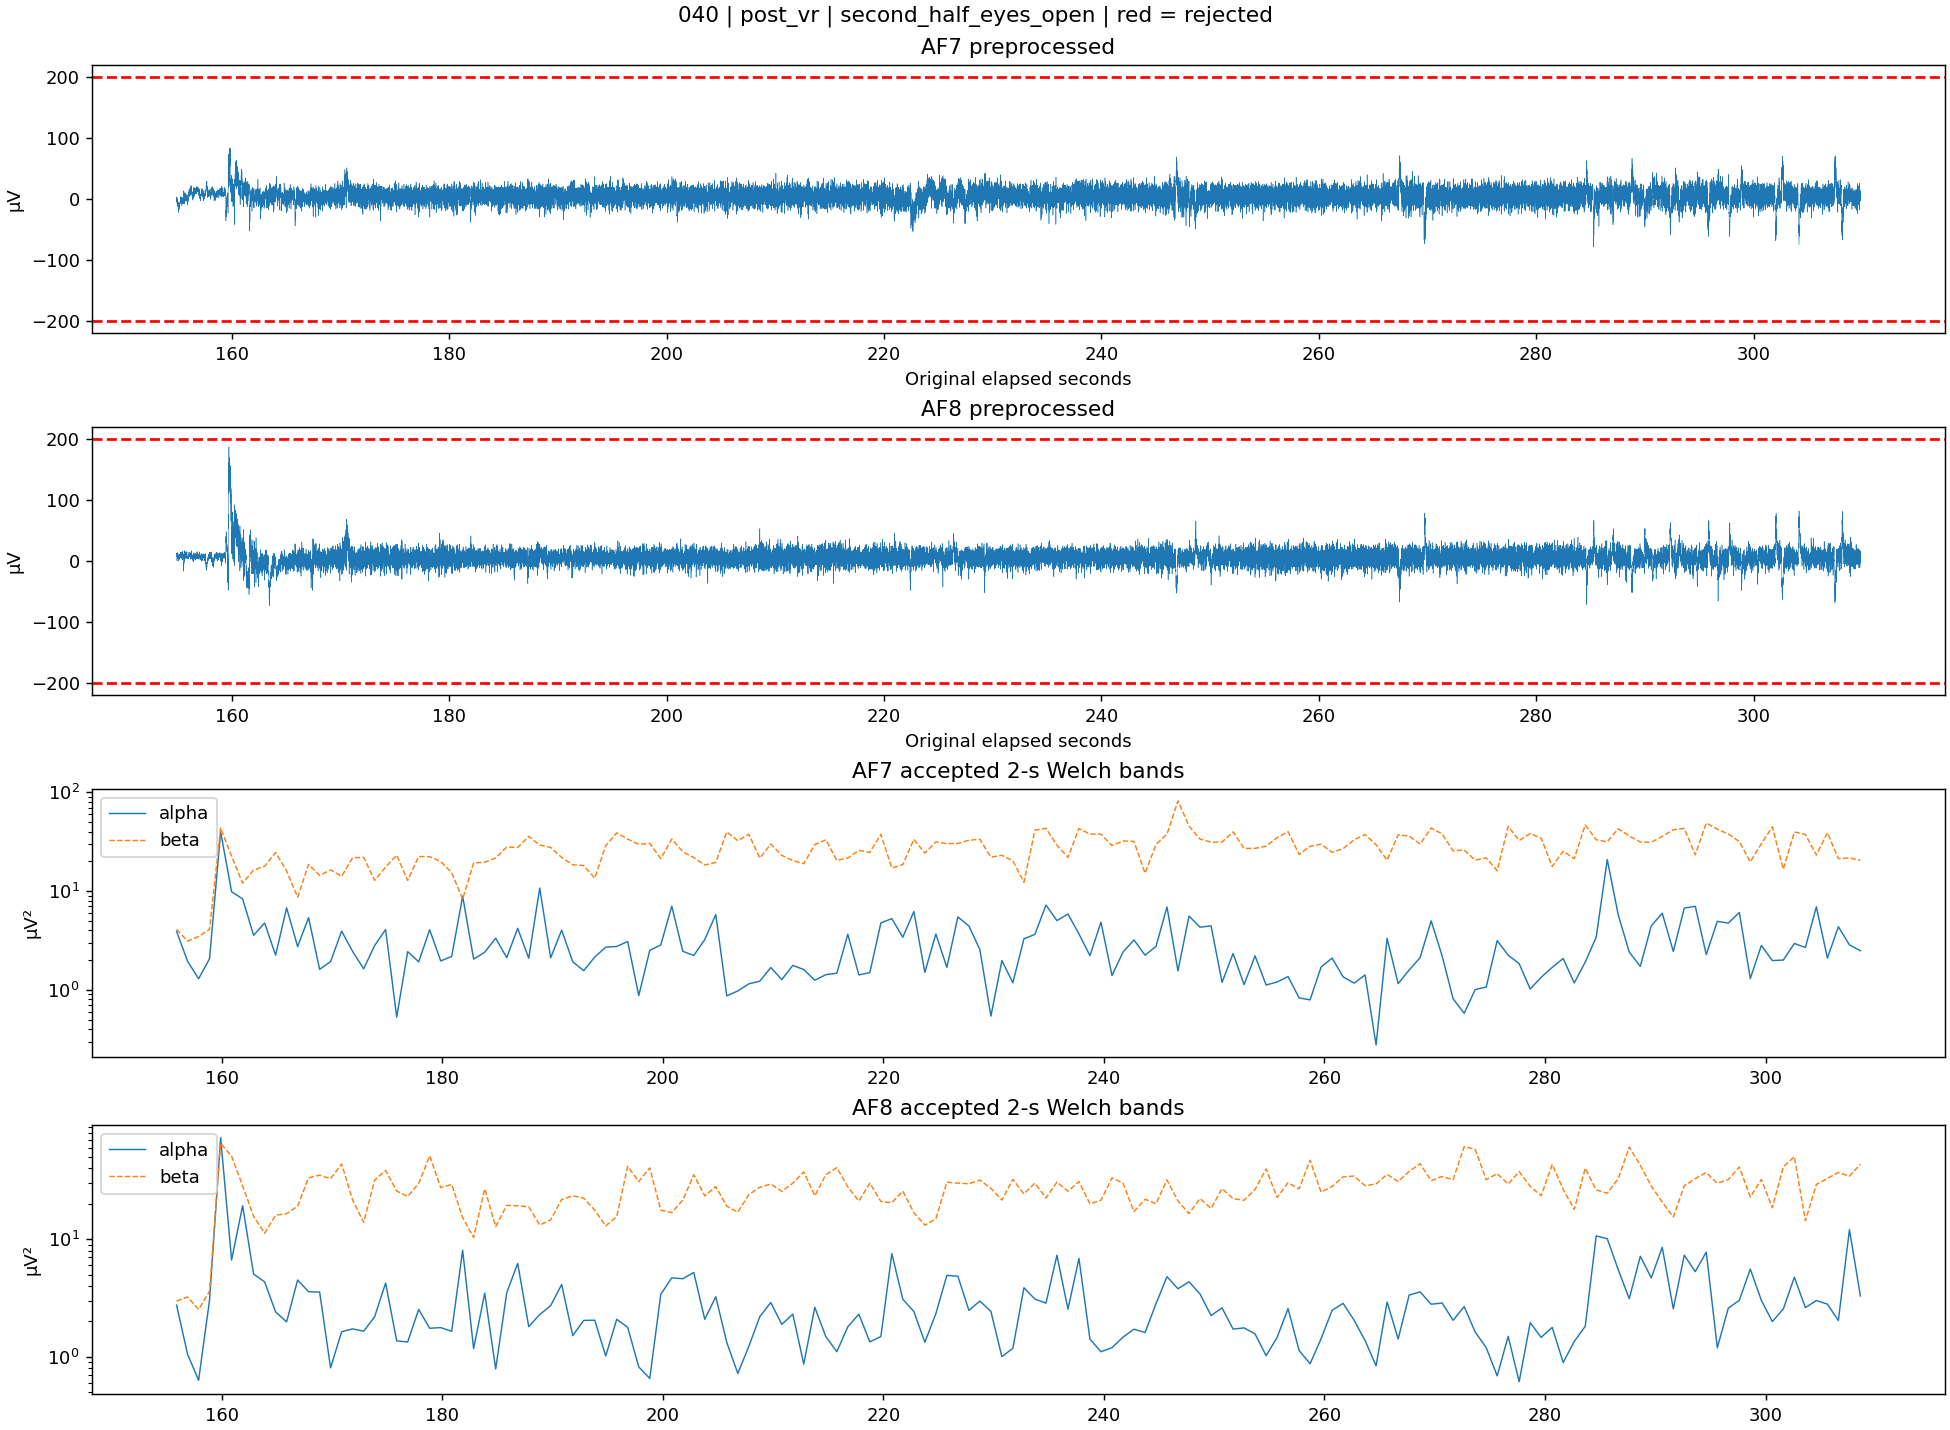 040 | post_vr | second_half_eyes_open | red = rejected
AF7 preprocessed
200
100
0
−100
−200
µV
160 180 200 220 240 260 280 300
Original elapsed seconds
AF8 preprocessed
200
100
0
−100
−200
µV
160 180 200 220 240 260 280 300
Original elapsed seconds
AF7 accepted 2-s Welch bands
alpha
beta
10²
10¹
10⁰
µV²
160 180 200 220 240 260 280 300
AF8 accepted 2-s Welch bands
alpha
beta
10¹
10⁰
µV²
160 180 200 220 240 260 280 300